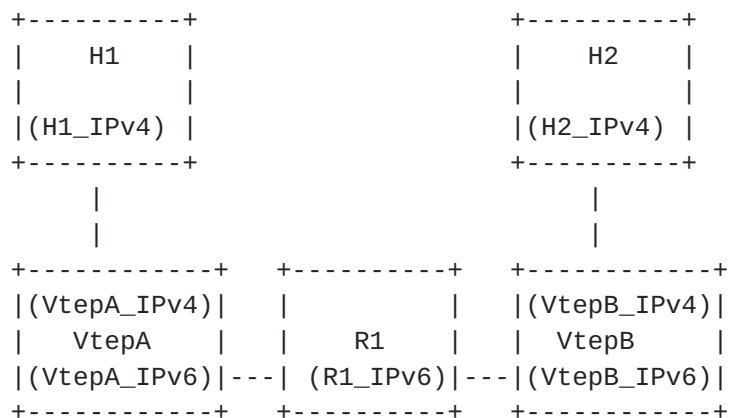 H1 H2
(H1_IPv4) (H2_IPv4)
(VtepA_IPv4) (VtepB_IPv4)
VtepA R1 VtepB
(VtepA_IPv6) (R1_IPv6) (VtepB_IPv6)